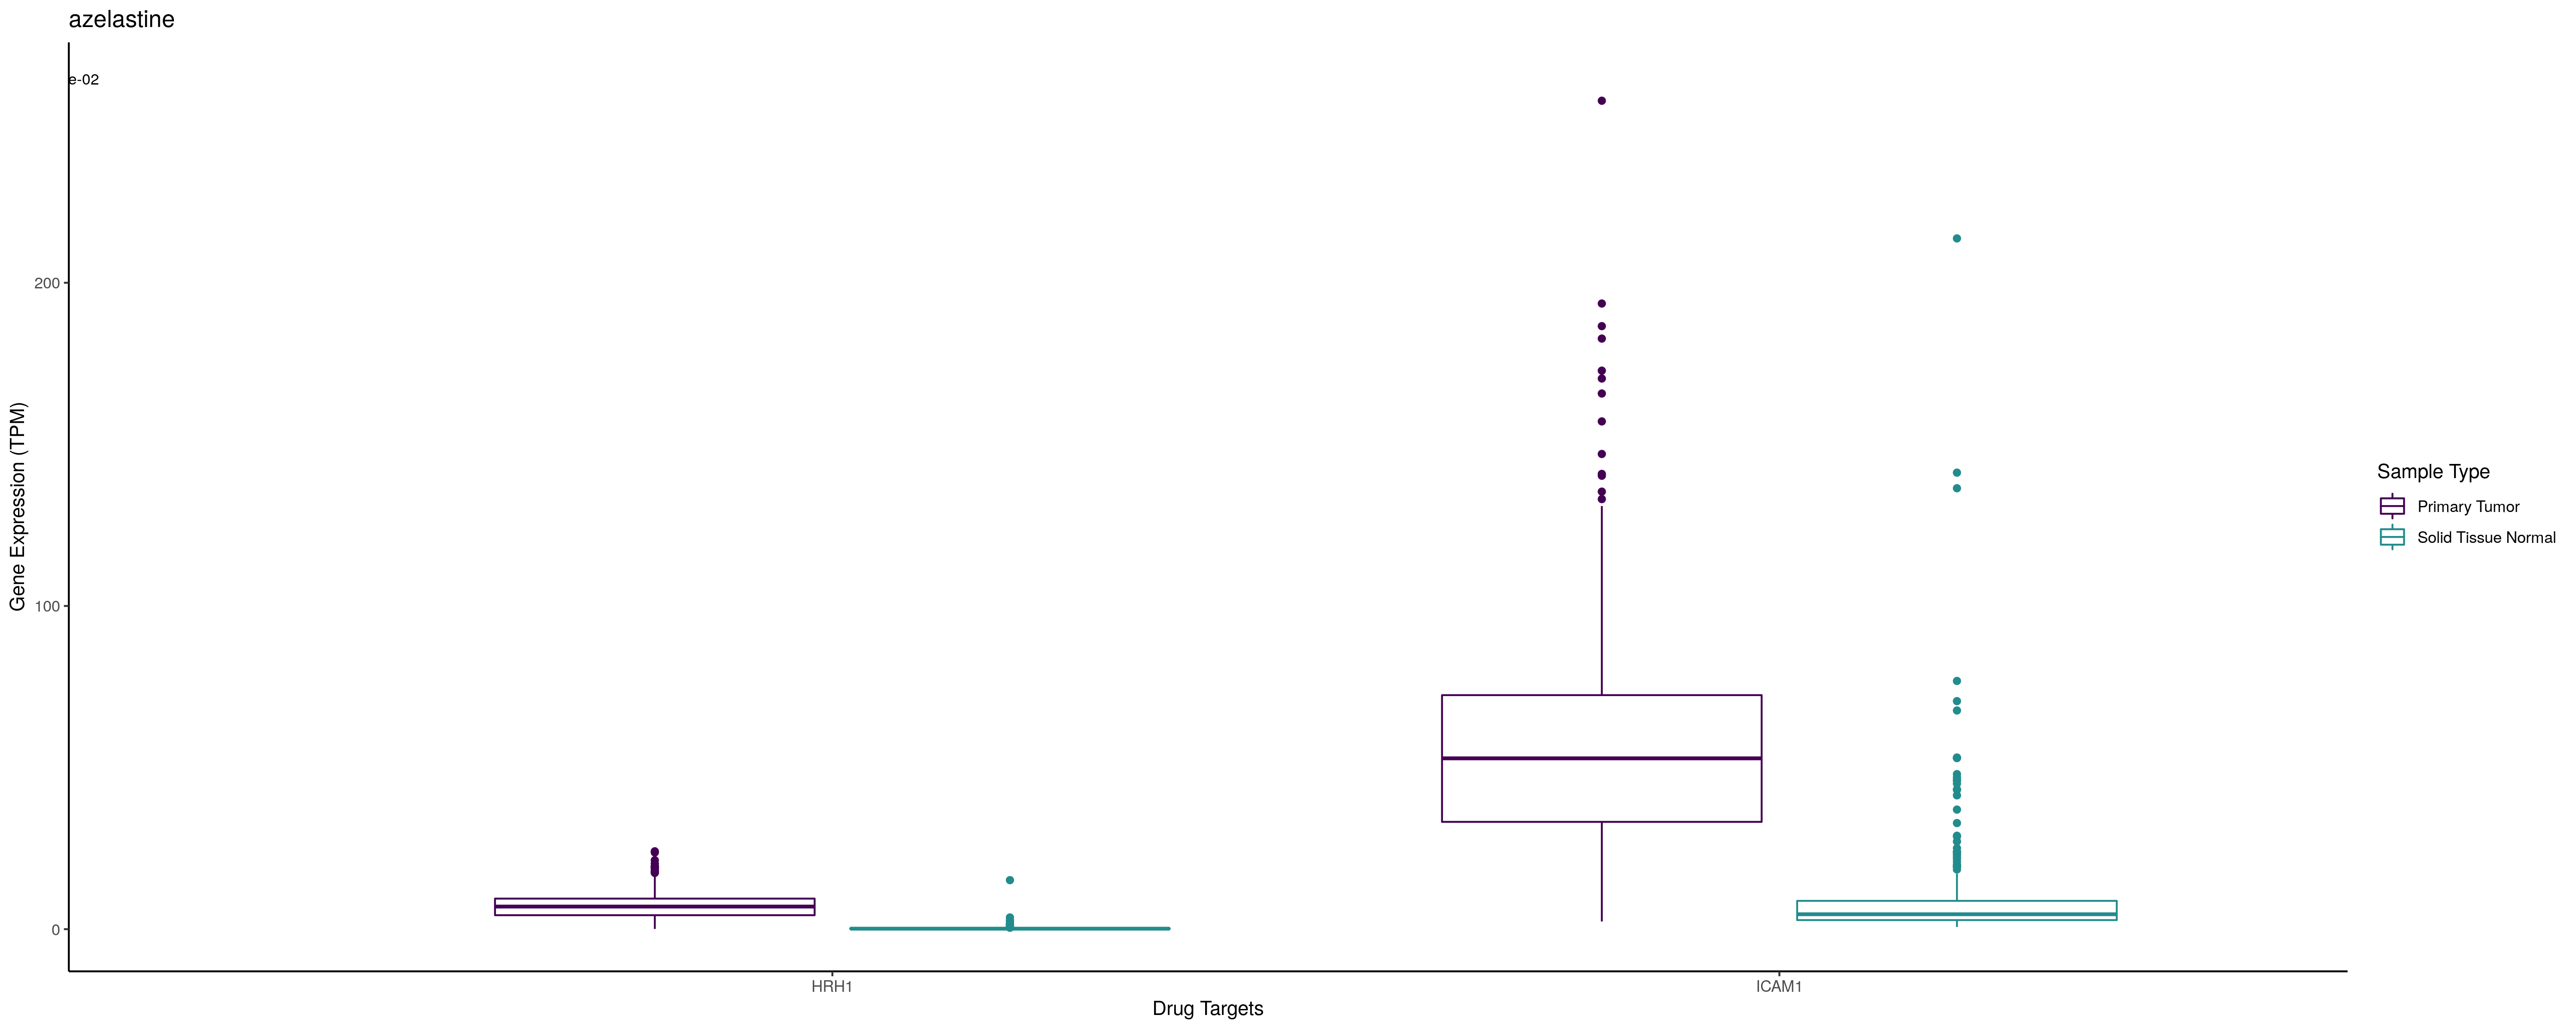 azelastine
e-02
200
100
0
Gene Expression (TPM)
HRH1
ICAM1
Drug Targets
Sample Type
Primary Tumor
Solid Tissue Normal